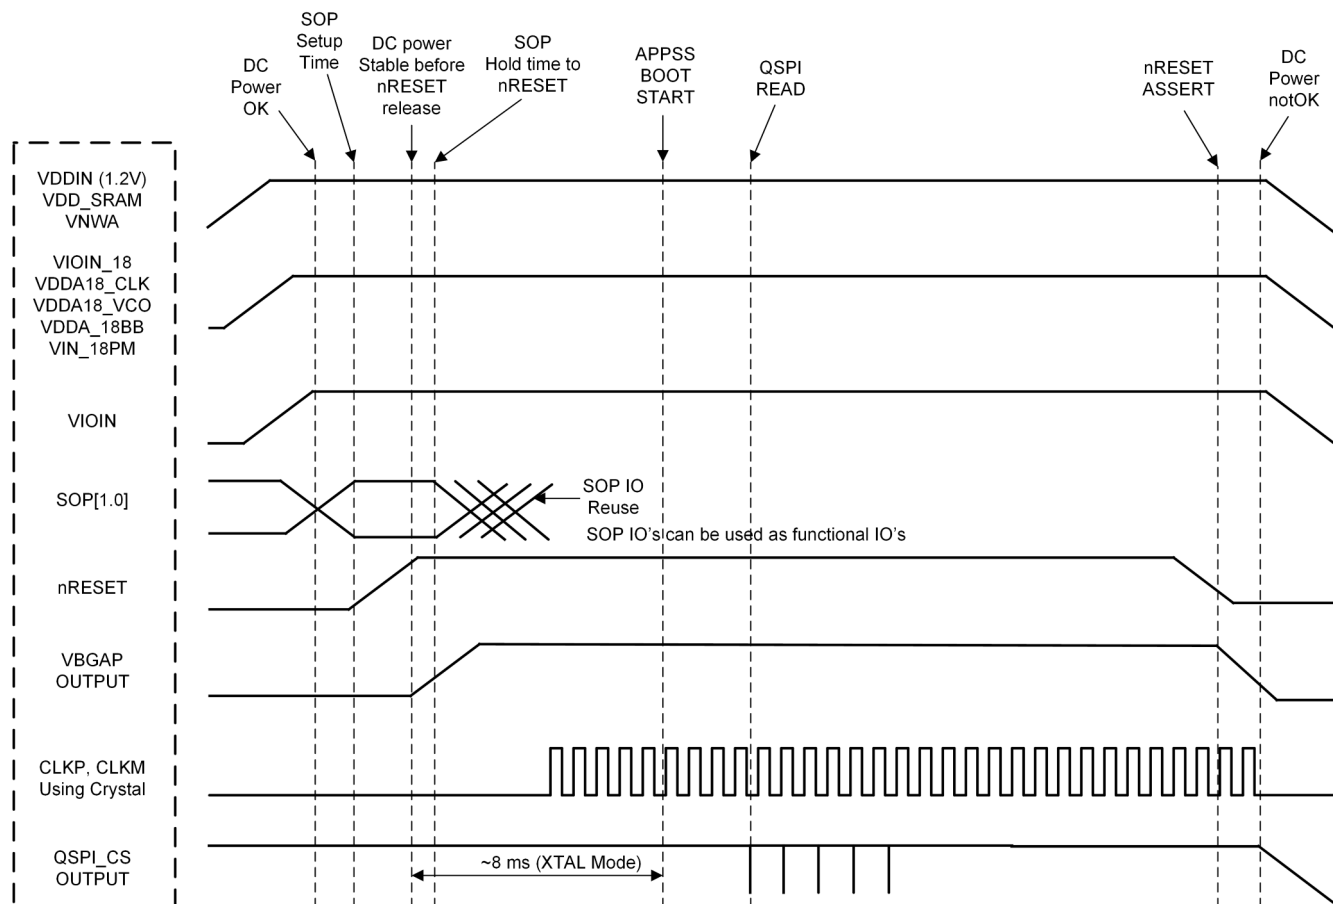 DC
Power
OK
SOP
Setup
Time
DC power
Stable before
nRESET
release
SOP
Hold time to
nRESET
APPSS
BOOT
START
QSPI
READ
nRESET
ASSERT
DC
Power
notOK
VDDIN (1.2V)
VDD_SRAM
VNWA
VIOIN_18
VDDA18_CLK
VDDA18_VCO
VDDA_18BB
VIN_18PM
VIOIN
SOP[1.0]
SOP IO
Reuse
SOP IO's can be used as functional IO's
nRESET
VBGAP
OUTPUT
CLKP, CLKM
Using Crystal
QSPI_CS
OUTPUT
~8 ms (XTAL Mode)